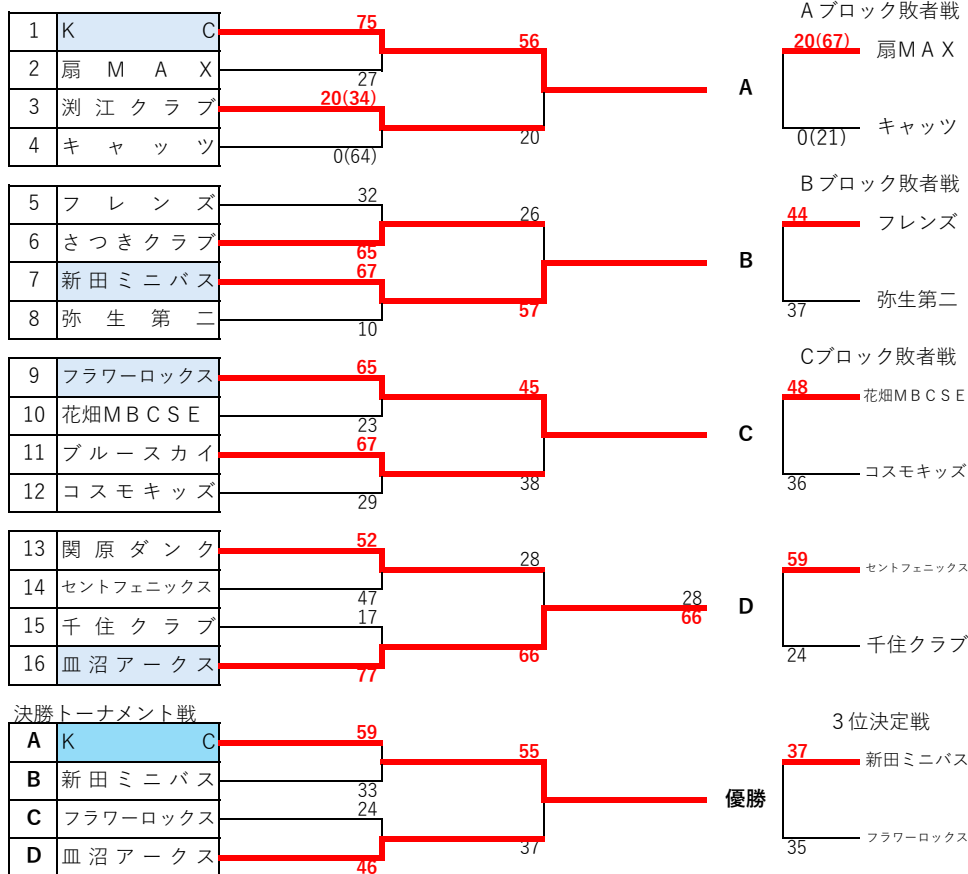 Aブロック敗者戦
1 K C 75 56 20(67) 扇MAX
2 扇MAX 27 A
3 渕江クラブ 20(34) 20 0(21) キャッツ
4 キャッツ 0(64)
Bブロック敗者戦
5 フレンズ 32 26 44 フレンズ
6 さつきクラブ 65 B
7 新田ミニバス 67 57 37 弥生第二
8 弥生第二 10
Cブロック敗者戦
9 フラワーロックス 65 45 48 花畑MBCSE
10 花畑MBCSE 23 C
11 ブルースカイ 67 38 36 コスモキッズ
12 コスモキッズ 29
13 関原ダンク 52 28 59 セントフェニックス
14 セントフェニックス 47 28 D
15 千住クラブ 17 66 66 24 千住クラブ
16 皿沼アークス 77
決勝トーナメント戦 3位決定戦
A K C 59 55 37 新田ミニバス
B 新田ミニバス 33 優勝
C フラワーロックス 24 37 35 フラワーロックス
D 皿沼アークス 46